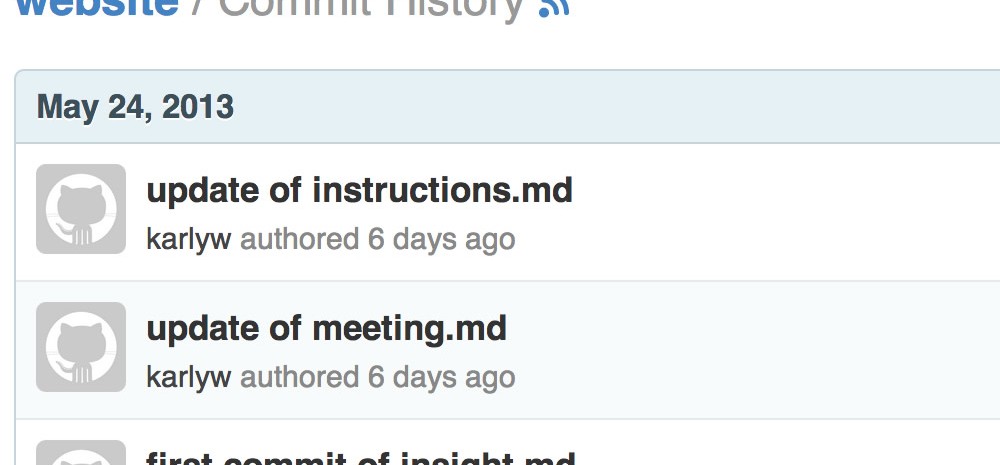 website / Commit History
May 24, 2013
update of instructions.md
karlyw authored 6 days ago
update of meeting.md
karlyw authored 6 days ago
first commit of insight.md